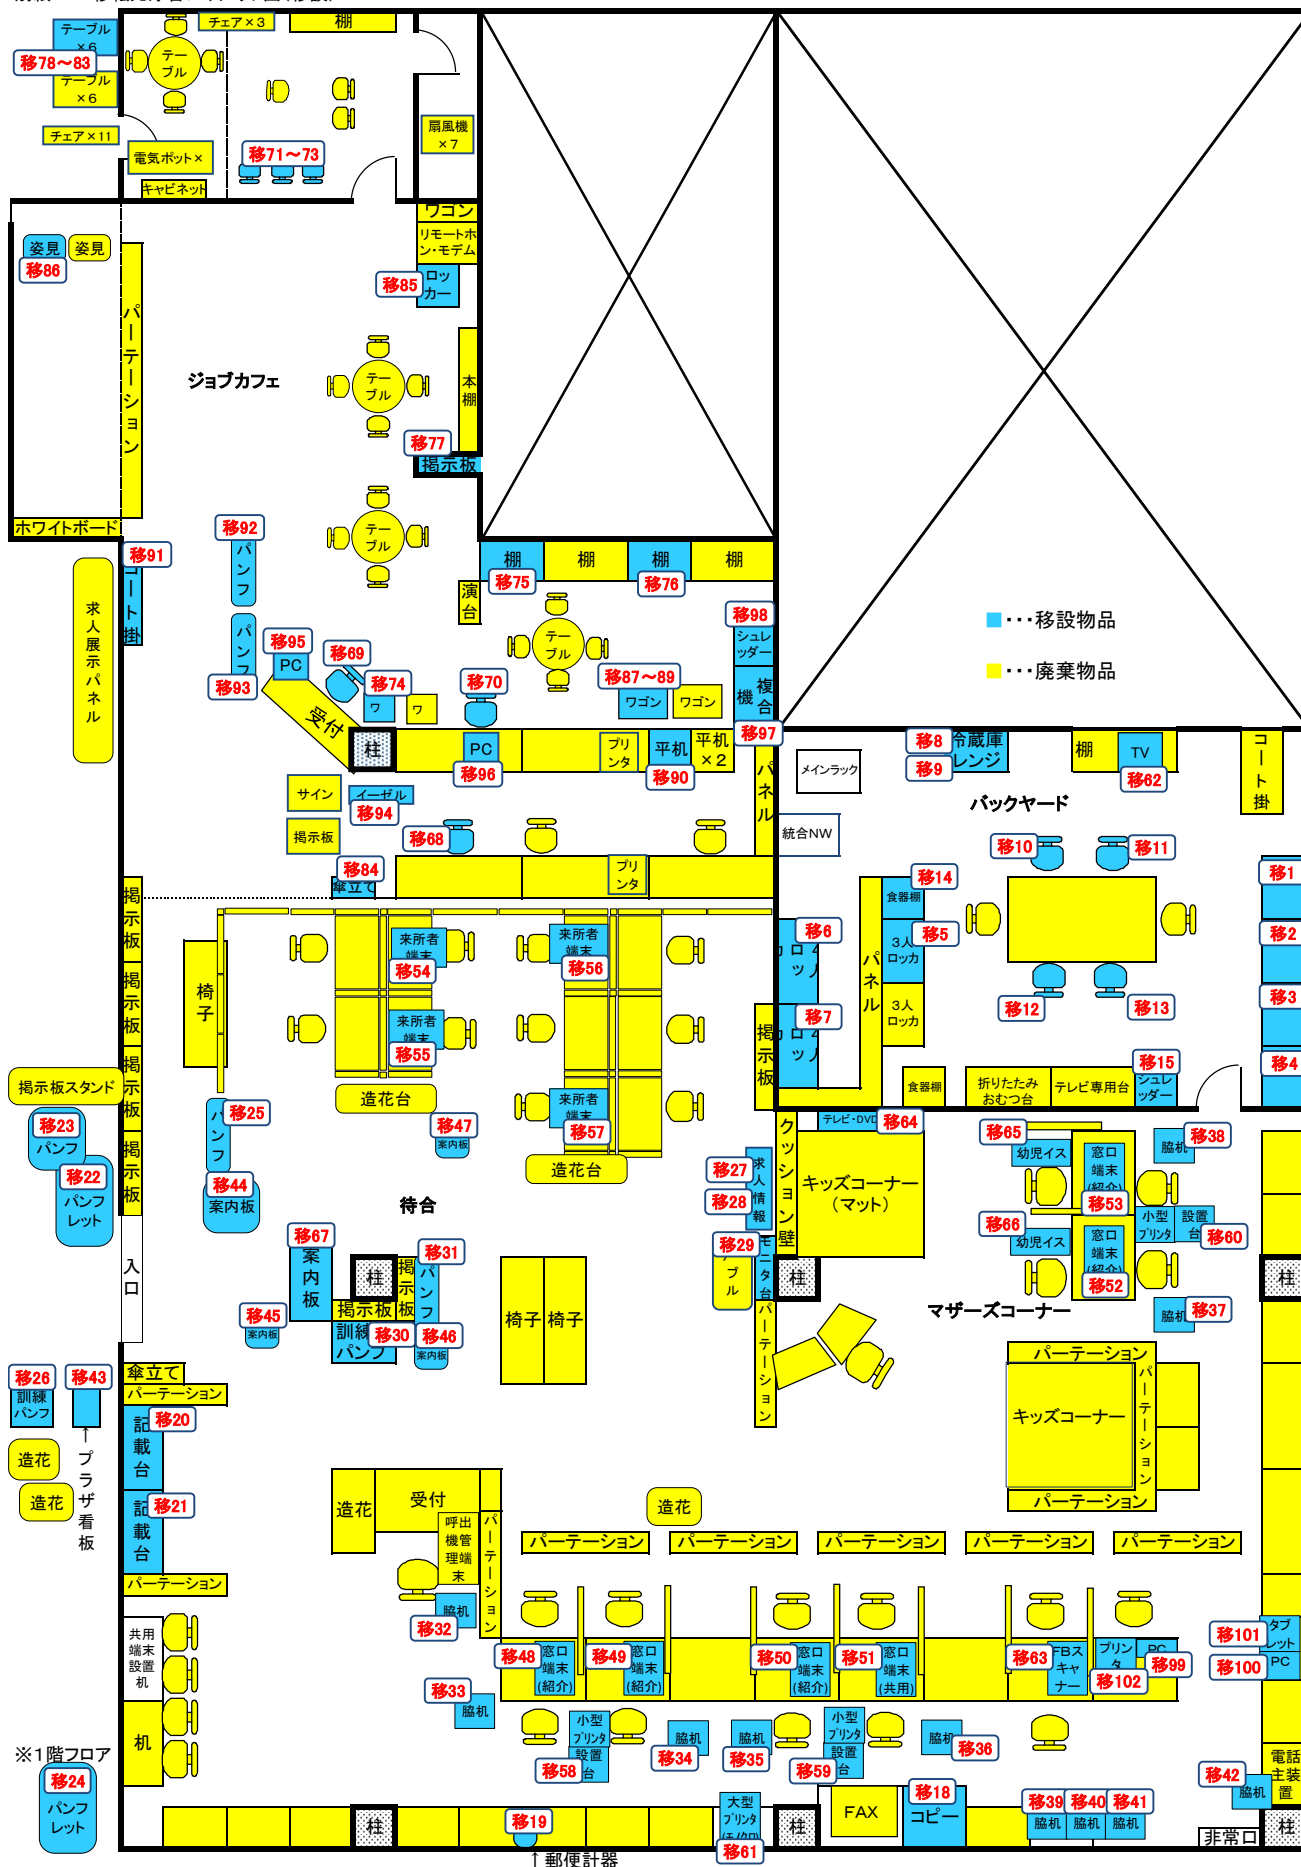 テーブル
×6
移78～83
テーブル
×6
チェア×11
電気ポット×
キャビネット
テー
ブル
チェア×3
棚
移71～73
扇風機
×7
ワゴン
リモートホ
ン・モデム
移85
ロッ
カー
姿見
姿見
移86
パーテーション
ホワイトボード
ジョブカフェ
テー
ブル
本棚
移77
掲示板
テー
ブル
移91
コート掛
移92
パンフ
パンフ
移93
求人展示パネル
棚
棚
棚
棚
移75
移76
演台
テー
ブル
移98
シュレ
ッダー
複合機
移97
移95
PC
移69
移74
ワ
ワ
移70
移87～89
ワゴン
ワゴン
受付
柱
PC
移96
プリ
ンタ
平机
移90
平机
×2
パネル
サイン
イーゼル
移94
掲示板
移68
移84
傘立て
プリ
ンタ
■・・・移設物品
■・・・廃棄物品
メインラック
統合NW
移8
移9
冷蔵庫
レンジ
棚
TV
移62
コート掛
バックヤード
移10
移11
移12
移13
移14
食器棚
移5
3人
ロッカ
3人
ロッカ
移6
移7
パネル
食器棚
折りたたみ
おむつ台
テレビ専用台
移15
シュレ
ッダー
移1
移2
移3
移4
掲示板
掲示板
掲示板
掲示板
掲示板
椅子
来所者
端末
移54
来所者
端末
移55
来所者
端末
移56
来所者
端末
移57
造花台
造花台
掲示板スタンド
移23
パンフ
移22
パンフ
レット
移25
パンフ
移44
案内板
移47
案内板
待合
移27
移28
求人情報
移29
モニタ台
パーテーション
クッション壁
テレビ・DVD
移64
キッズコーナー
（マット）
柱
移65
幼児イス
窓口
端末
(紹介)
移53
脇机
移38
小型
プリンタ
設置
台
移60
移66
幼児イス
窓口
端末
(紹介)
移52
脇机
移37
柱
マザーズコーナー
入口
移67
案内板
柱
掲示板
移31
パンフ
掲示板
訓練
パンフ
移30
移46
案内板
移45
案内板
椅子
椅子
パーテーション
キッズコーナー
パーテーション
パーテーション
移26
訓練
パンフ
移43
↑プラザ看板
造花
造花
傘立て
パーテーション
移20
記載台
移21
記載台
パーテーション
造花
受付
呼出
機管
理端
末
パーテーション
造花
パーテーション
パーテーション
パーテーション
パーテーション
パーテーション
脇机
移32
移33
脇机
移48
窓口
端末
(紹介)
移49
窓口
端末
(紹介)
移50
窓口
端末
(紹介)
移51
窓口
端末
(共用)
移63
FBス
キャ
ナー
プリン
タ
移102
PC
移99
タブ
レット
移101
PC
移100
共用
端末
設置
机
机
小型
プリンタ
設置
台
移58
脇机
移34
脇机
移35
小型
プリンタ
設置
台
移59
脇机
移36
※1階フロア
移24
パンフ
レット
柱
移19
↑郵便計器
大型
プリンタ
(モノクロ)
移61
柱
FAX
移18
コピー
移39
脇机
移40
脇机
移41
脇机
移42
脇机
電話
主装
置
非常口
柱